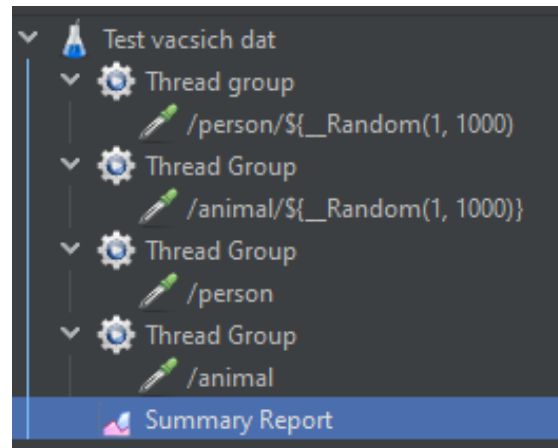 Test vacsich dat
Thread group
/person/${__Random(1, 1000)
Thread Group
/animal/${__Random(1, 1000)}
Thread Group
/person
Thread Group
/animal
Summary Report